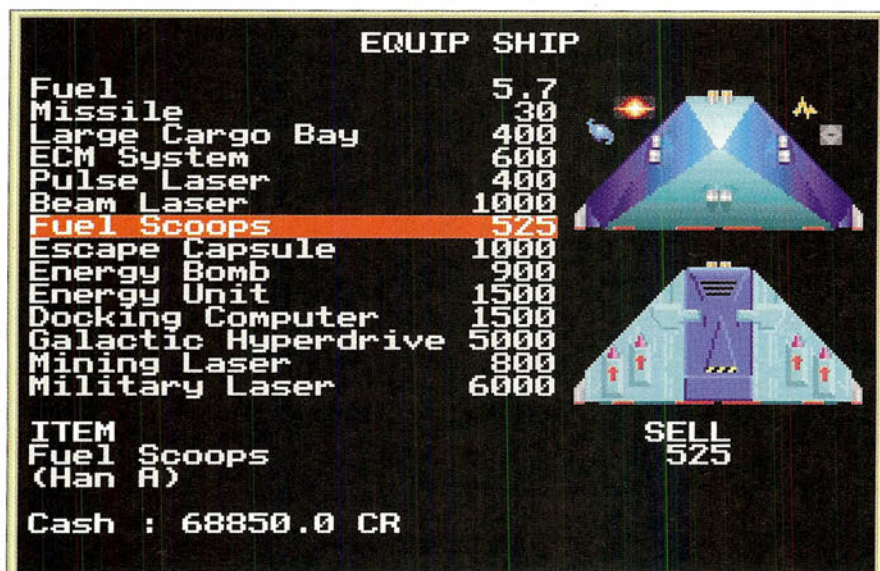 EQUIP SHIP
Fuel 5.7
Missile 30
Large Cargo Bay 400
ECM System 600
Pulse Laser 400
Beam Laser 1000
Fuel Scoops 525
Escape Capsule 1000
Energy Bomb 900
Energy Unit 1500
Docking Computer 1500
Galactic Hyperdrive 5000
Mining Laser 800
Military Laser 6000
ITEM SELL
Fuel Scoops 525
(Han A)
Cash : 68850.0 CR